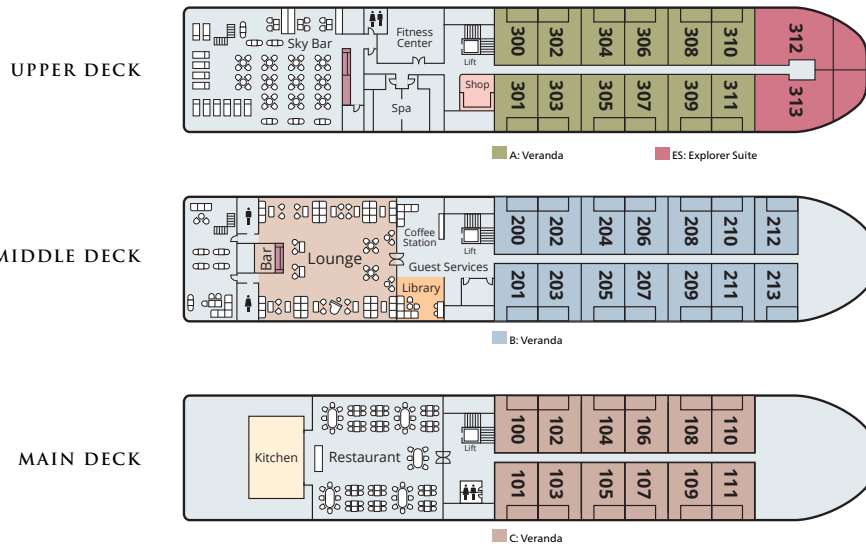 UPPER DECK
Sky Bar
Fitness
Center
Lift
Shop
Spa
300 302 304 306 308 310 312
301 303 305 307 309 311 313
A: Veranda
ES: Explorer Suite
MIDDLE DECK
Bar
Lounge
Coffee
Station
Lift
Guest Services
Library
200 202 204 206 208 210 212
201 203 205 207 209 211 213
B: Veranda
MAIN DECK
Kitchen
Restaurant
Lift
100 102 104 106 108 110
101 103 105 107 109 111
C: Veranda